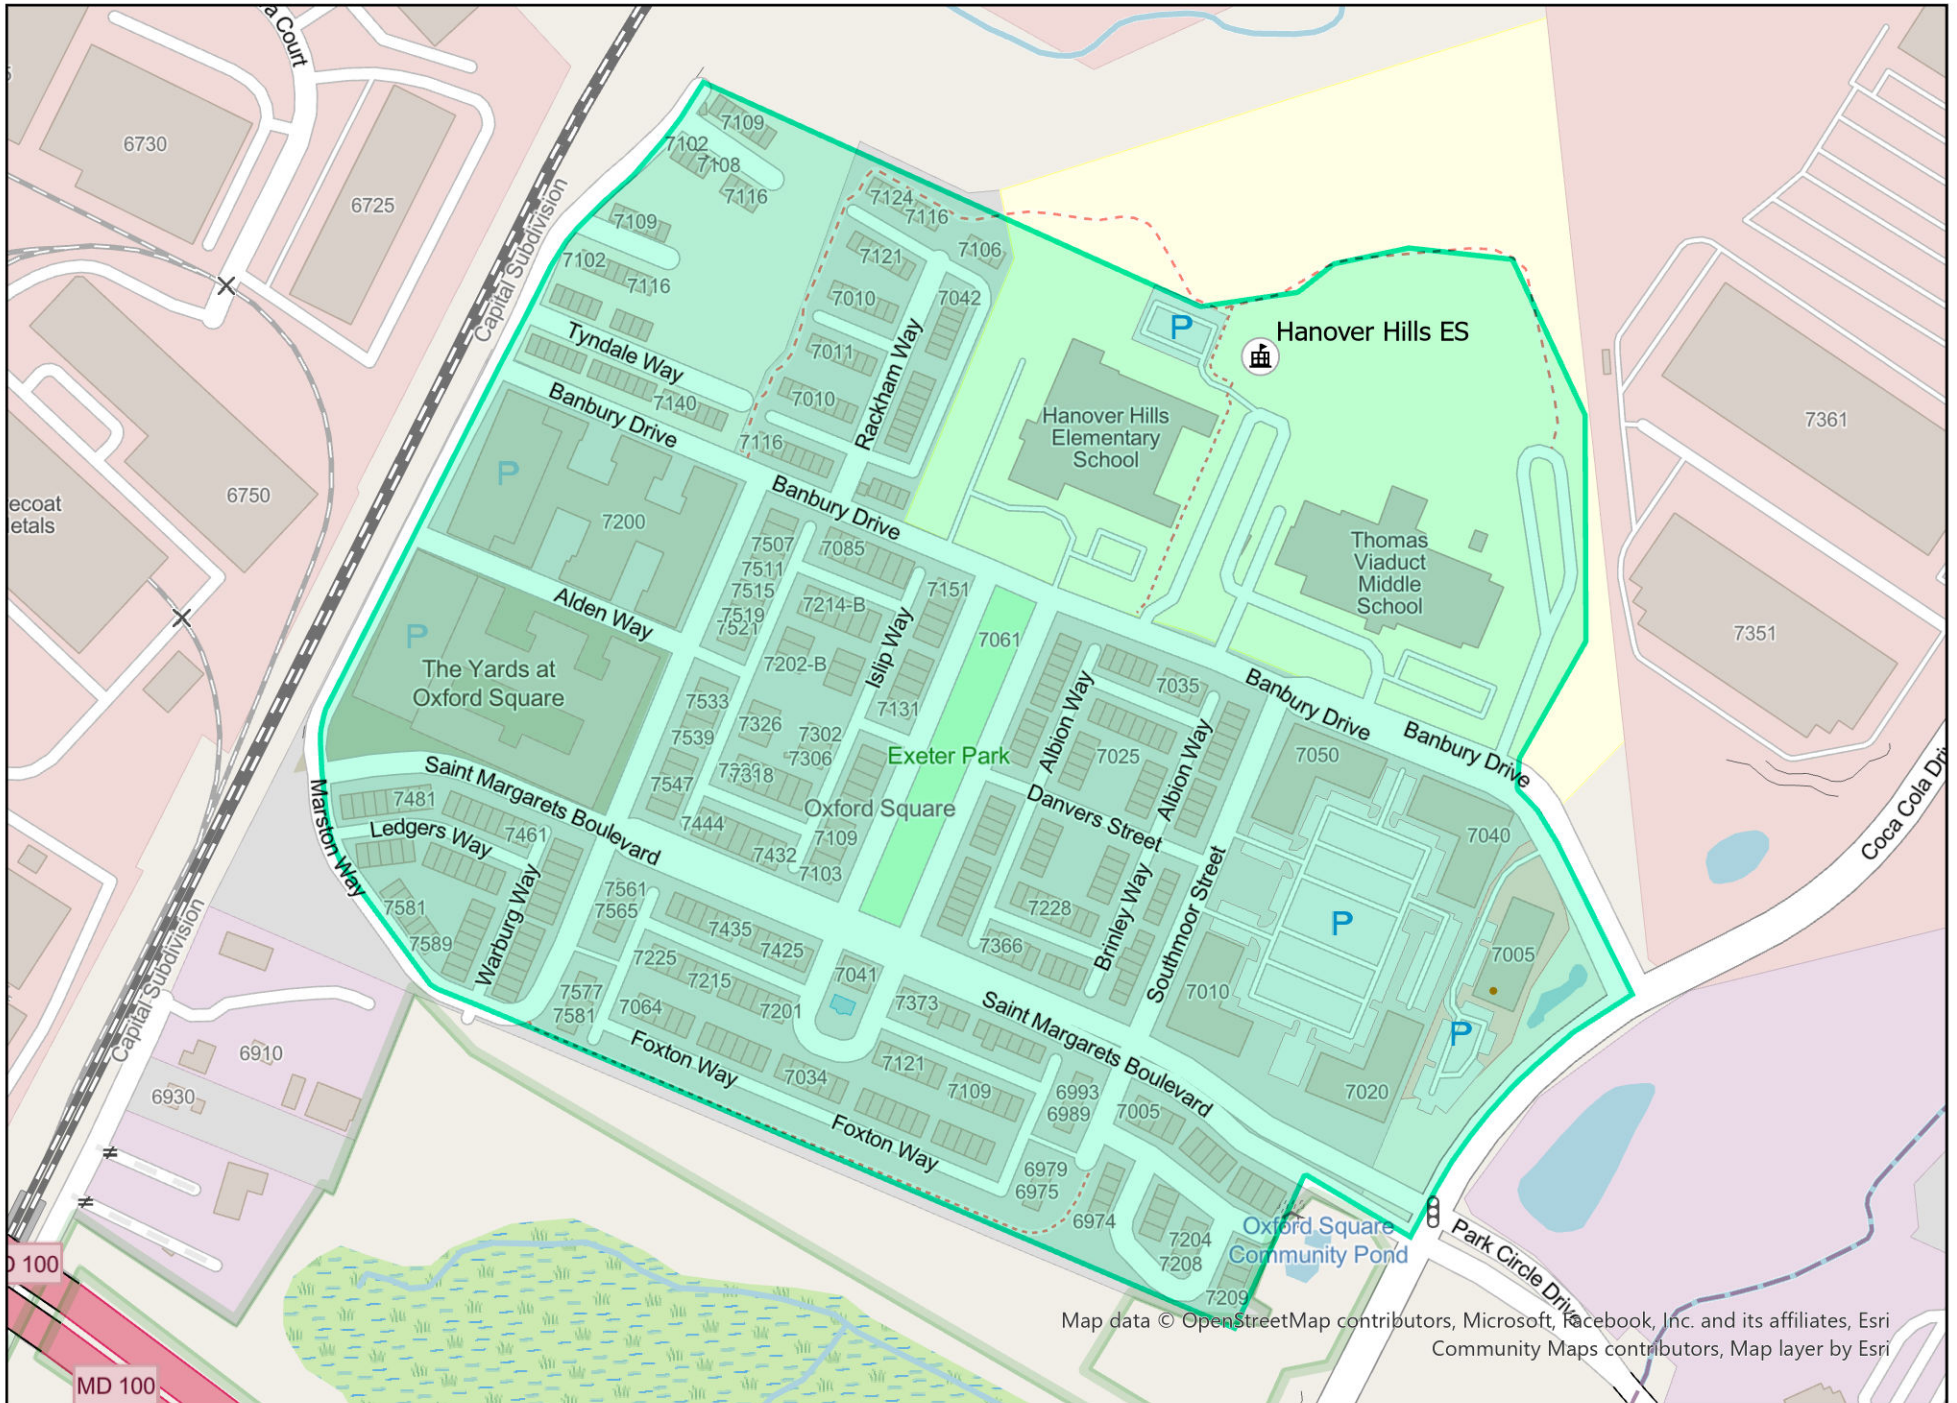 a Court
7109
6730
7102
7108
7116
6725
7124
7116
7109
7106
7121
7102
7116
Capital Subdivision
7010
7042
P
Hanover Hills ES
Tyndale Way
7011
Rackham Way
7140
7010
Hanover Hills
Elementary
School
7361
Banbury Drive
7116
P
6750
ecoat
etals
7200
Banbury Drive
7507
7085
7511
7515
7519
7521
7151
7214-B
Thomas
Viaduct
Middle
School
Alden Way
P
7061
7351
Islip Way
7202-B
The Yards at
Oxford Square
7533
7035
Banbury Drive
Albion Way
7326
7131
7539
7302
7306
Exeter Park
7025
Albion Way
7050
Banbury Drive
7547
7318
Saint Margarets Boulevard
7481
Marston Way
Ledgers Way
7461
Oxford Square
Danvers Street
7444
7109
7432
7103
7040
Coca Cola Dri
7561
7565
7581
7589
Warburg Way
7228
Brinley Way
Southmoor Street
P
7435
7425
7366
7225
7215
7041
7005
Capital Subdivision
7577
7581
7064
7201
7373
Saint Margarets Boulevard
7010
P
6910
Foxton Way
7034
7121
7109
6993
6989
7005
7020
6930
Foxton Way
6979
6975
6974
7204
7208
Oxford Square
Community Pond
Park Circle Drive
7209
D 100
MD 100
Map data © OpenStreetMap contributors, Microsoft, Facebook, Inc. and its affiliates, Esri
Community Maps contributors, Map layer by Esri